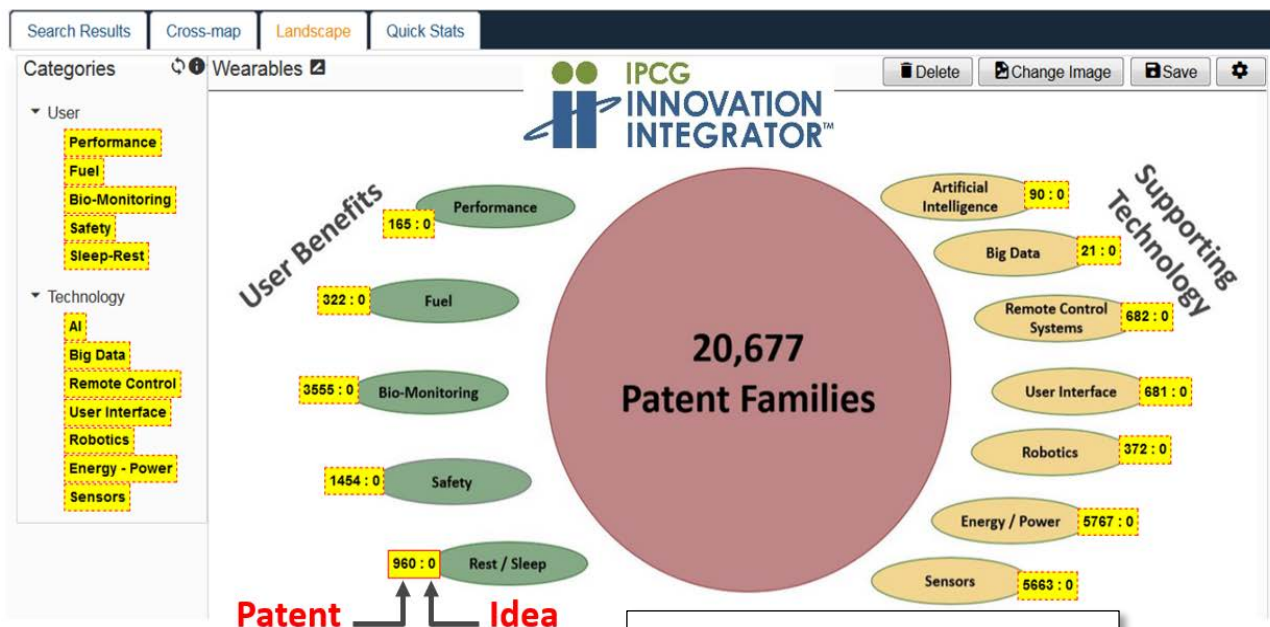 Search Results
Cross-map
Landscape
Quick Stats
Categories
Wearables
Delete
Change Image
Save
IPCG
INNOVATION
INTEGRATOR™
User
Performance
Fuel
Bio-Monitoring
Safety
Sleep-Rest
Technology
AI
Big Data
Remote Control
User Interface
Robotics
Energy - Power
Sensors
User Benefits
Performance
165 : 0
Fuel
322 : 0
Bio-Monitoring
3555 : 0
Safety
1454 : 0
Rest / Sleep
960 : 0
Patent
Idea
20,677
Patent Families
Supporting
Technology
Artificial
Intelligence
90 : 0
Big Data
21 : 0
Remote Control
Systems
682 : 0
User Interface
681 : 0
Robotics
372 : 0
Energy / Power
5767 : 0
Sensors
5663 : 0